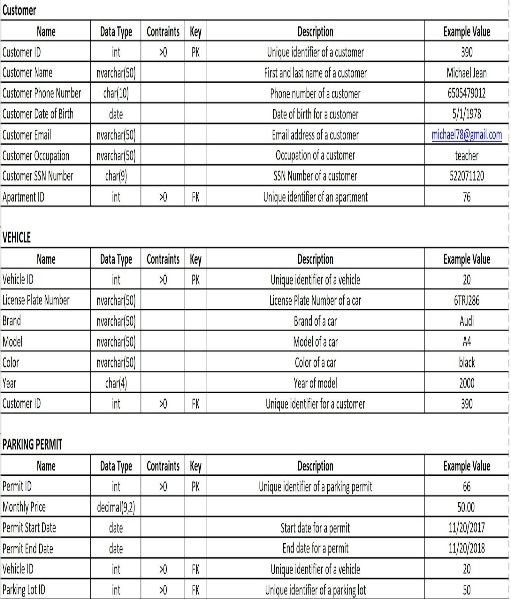 Customer
Name Data Type Contraints Key Description Example Value
Customer ID int >0 PK Unique identifier of a customer 390
Customer Name nvarchar(50) First and last name of a customer Michael Jean
Customer Phone Number char(10) Phone number of a customer 6505479012
Customer Date of Birth date Date of birth for a customer 5/1/1978
Customer Email nvarchar(50) Email address of a customer michael78@gmail.com
Customer Occupation nvarchar(50) Occupation of a customer teacher
Customer SSN Number char(9) SSN Number of a customer 522071120
Apartment ID int >0 FK Unique identifier of an apartment 76
VEHICLE
Name Data Type Contraints Key Description Example Value
Vehicle ID int >0 PK Unique identifier of a vehicle 20
License Plate Number nvarchar(50) License Plate Number of a car 6TRJ286
Brand nvarchar(50) Brand of a car Audi
Model nvarchar(50) Model of a car A4
Color nvarchar(50) Color of a car black
Year char(4) Year of model 2000
Customer ID int >0 FK Unique identifier for a customer 390
PARKING PERMIT
Name Data Type Contraints Key Description Example Value
Permit ID int >0 PK Unique identifier of a parking permit 66
Monthly Price decimal(9,2) 50.00
Permit Start Date date Start date for a permit 11/20/2017
Permit End Date date End date for a permit 11/20/2018
Vehicle ID int >0 FK Unique identifier of a vehicle 20
Parking Lot ID int >0 FK Unique identifier of a parking lot 50